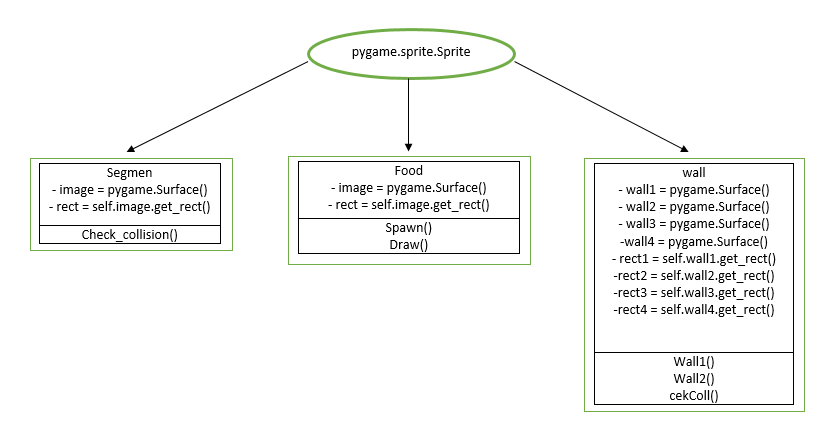 pygame.sprite.Sprite
Segmen
- image = pygame.Surface()
- rect = self.image.get_rect()
Check_collision()
Food
- image = pygame.Surface()
- rect = self.image.get_rect()
Spawn()
Draw()
wall
- wall1 = pygame.Surface()
- wall2 = pygame.Surface()
- wall3 = pygame.Surface()
-wall4 = pygame.Surface()
- rect1 = self.wall1.get_rect()
-rect2 = self.wall2.get_rect()
-rect3 = self.wall3.get_rect()
-rect4 = self.wall4.get_rect()
Wall1()
Wall2()
cekColl()